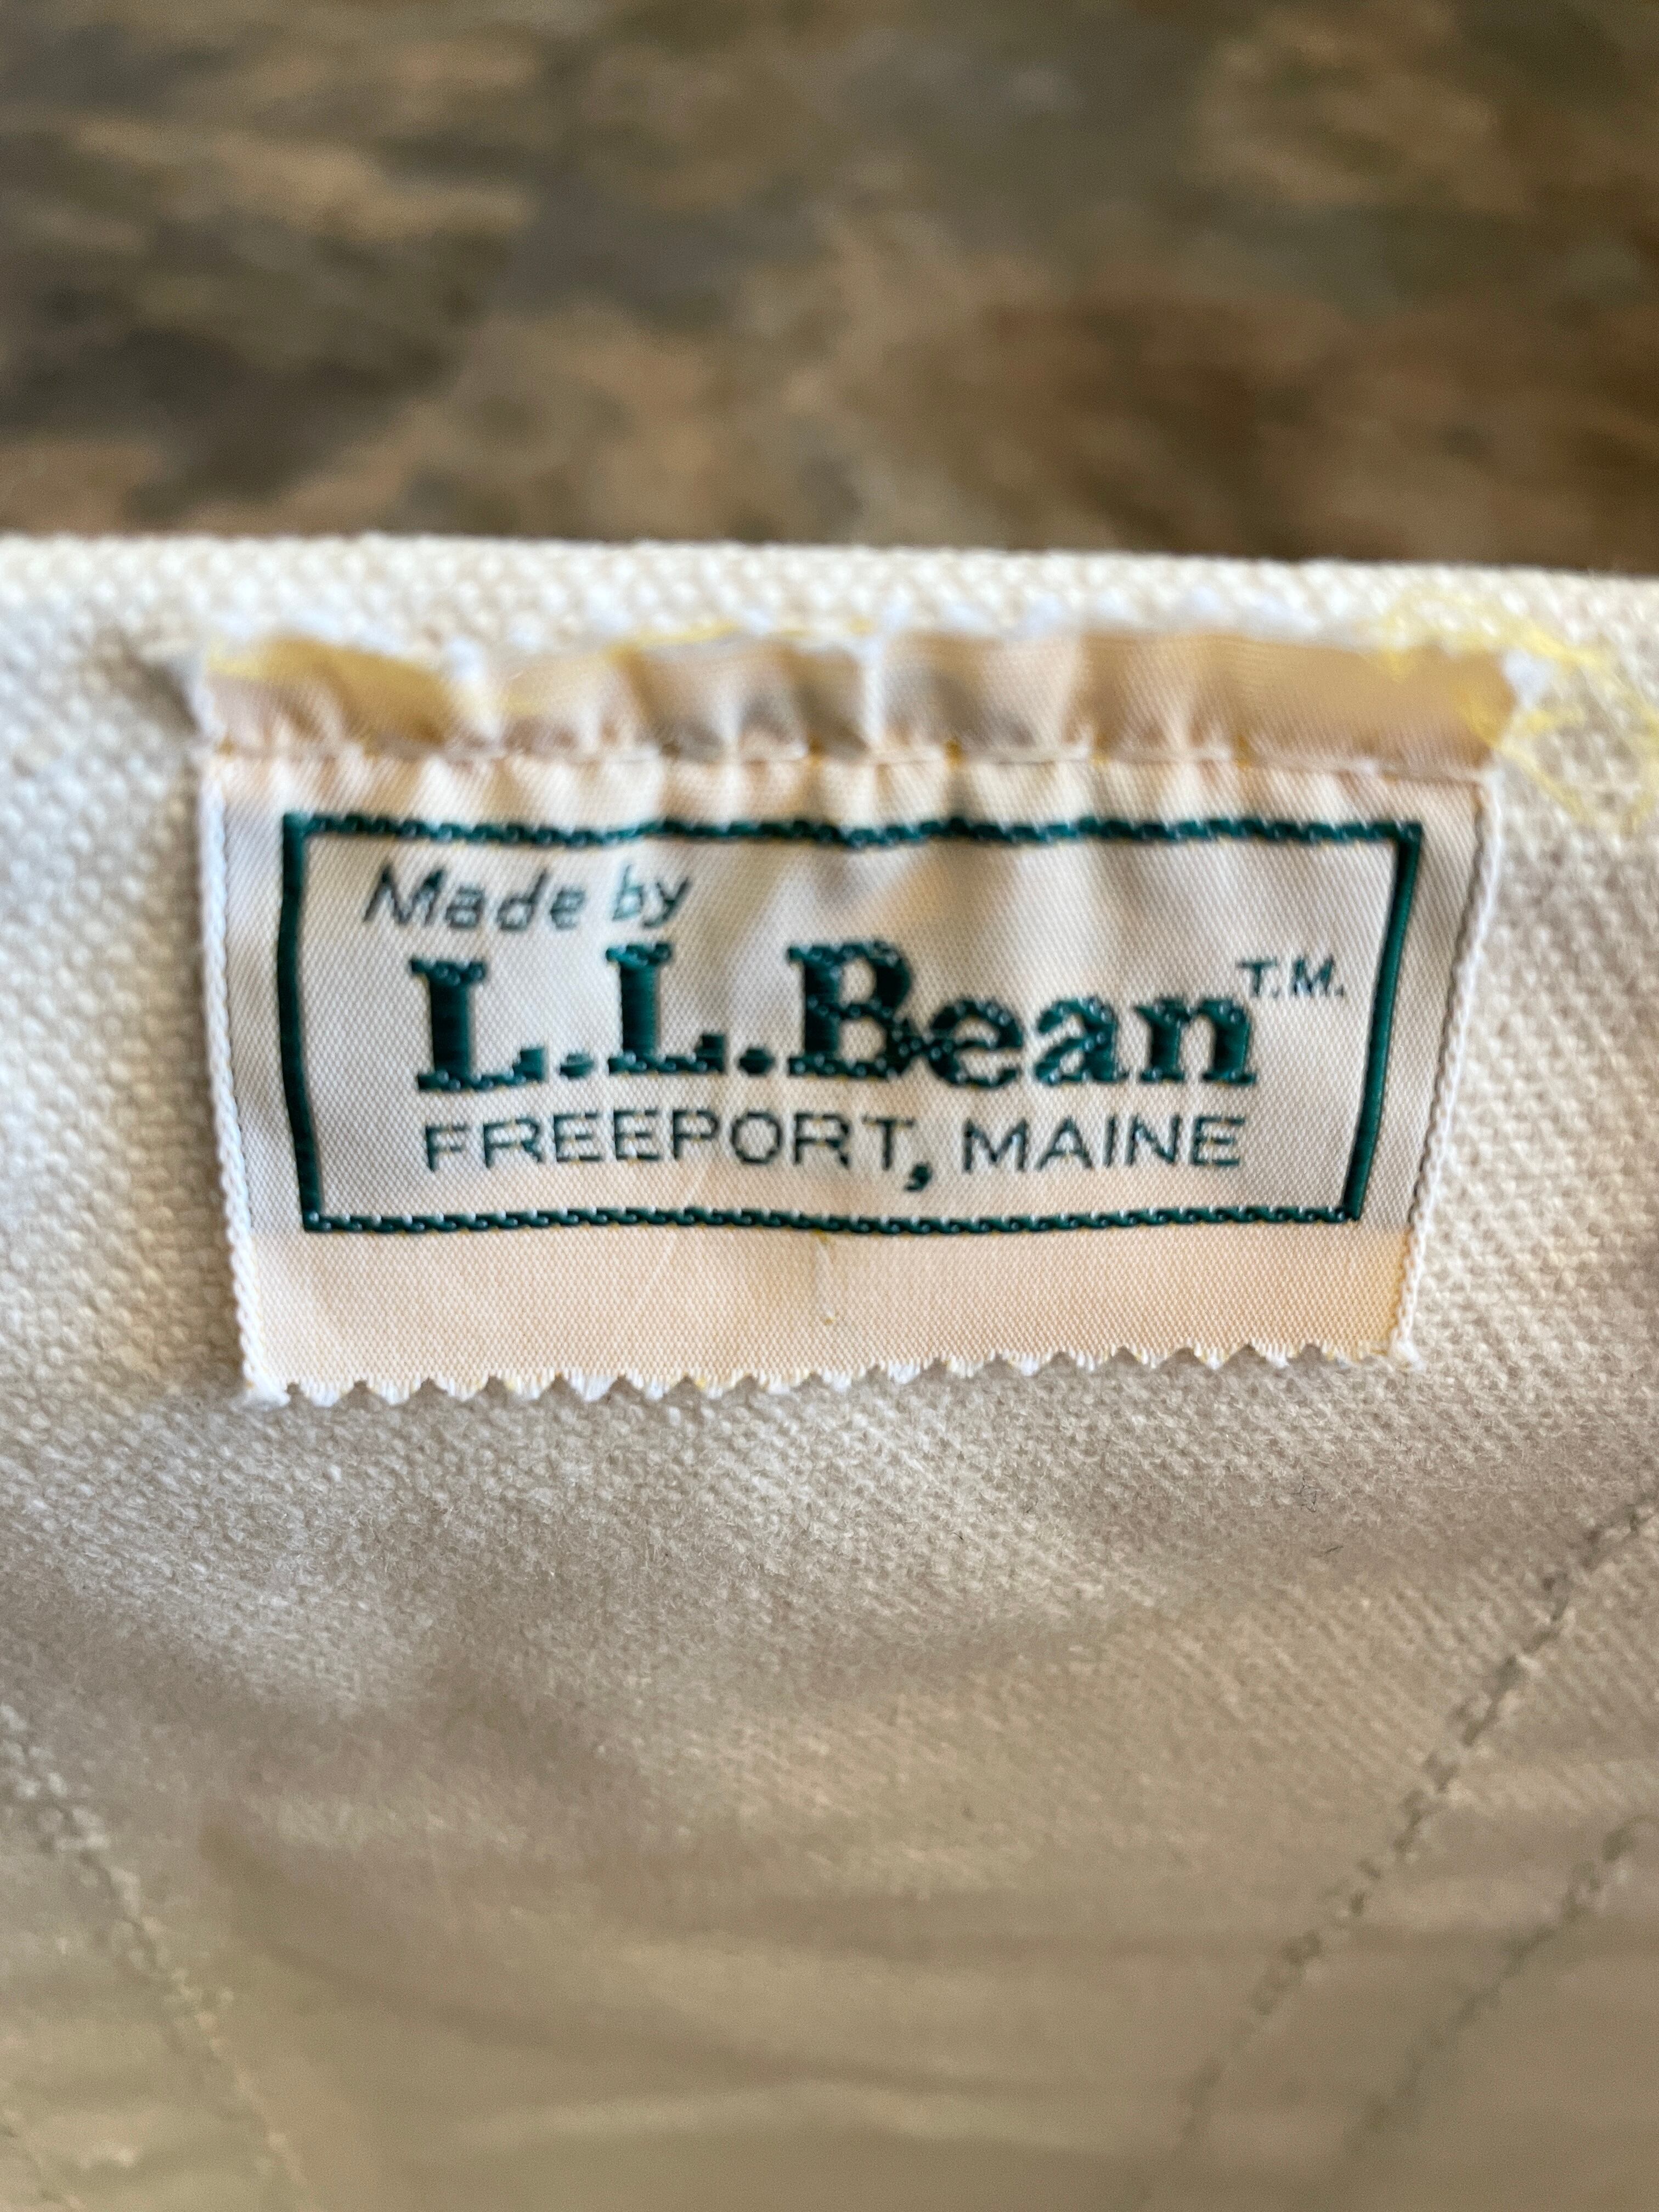 Made by
L.L.Bean T.M.
FREEPORT, MAINE